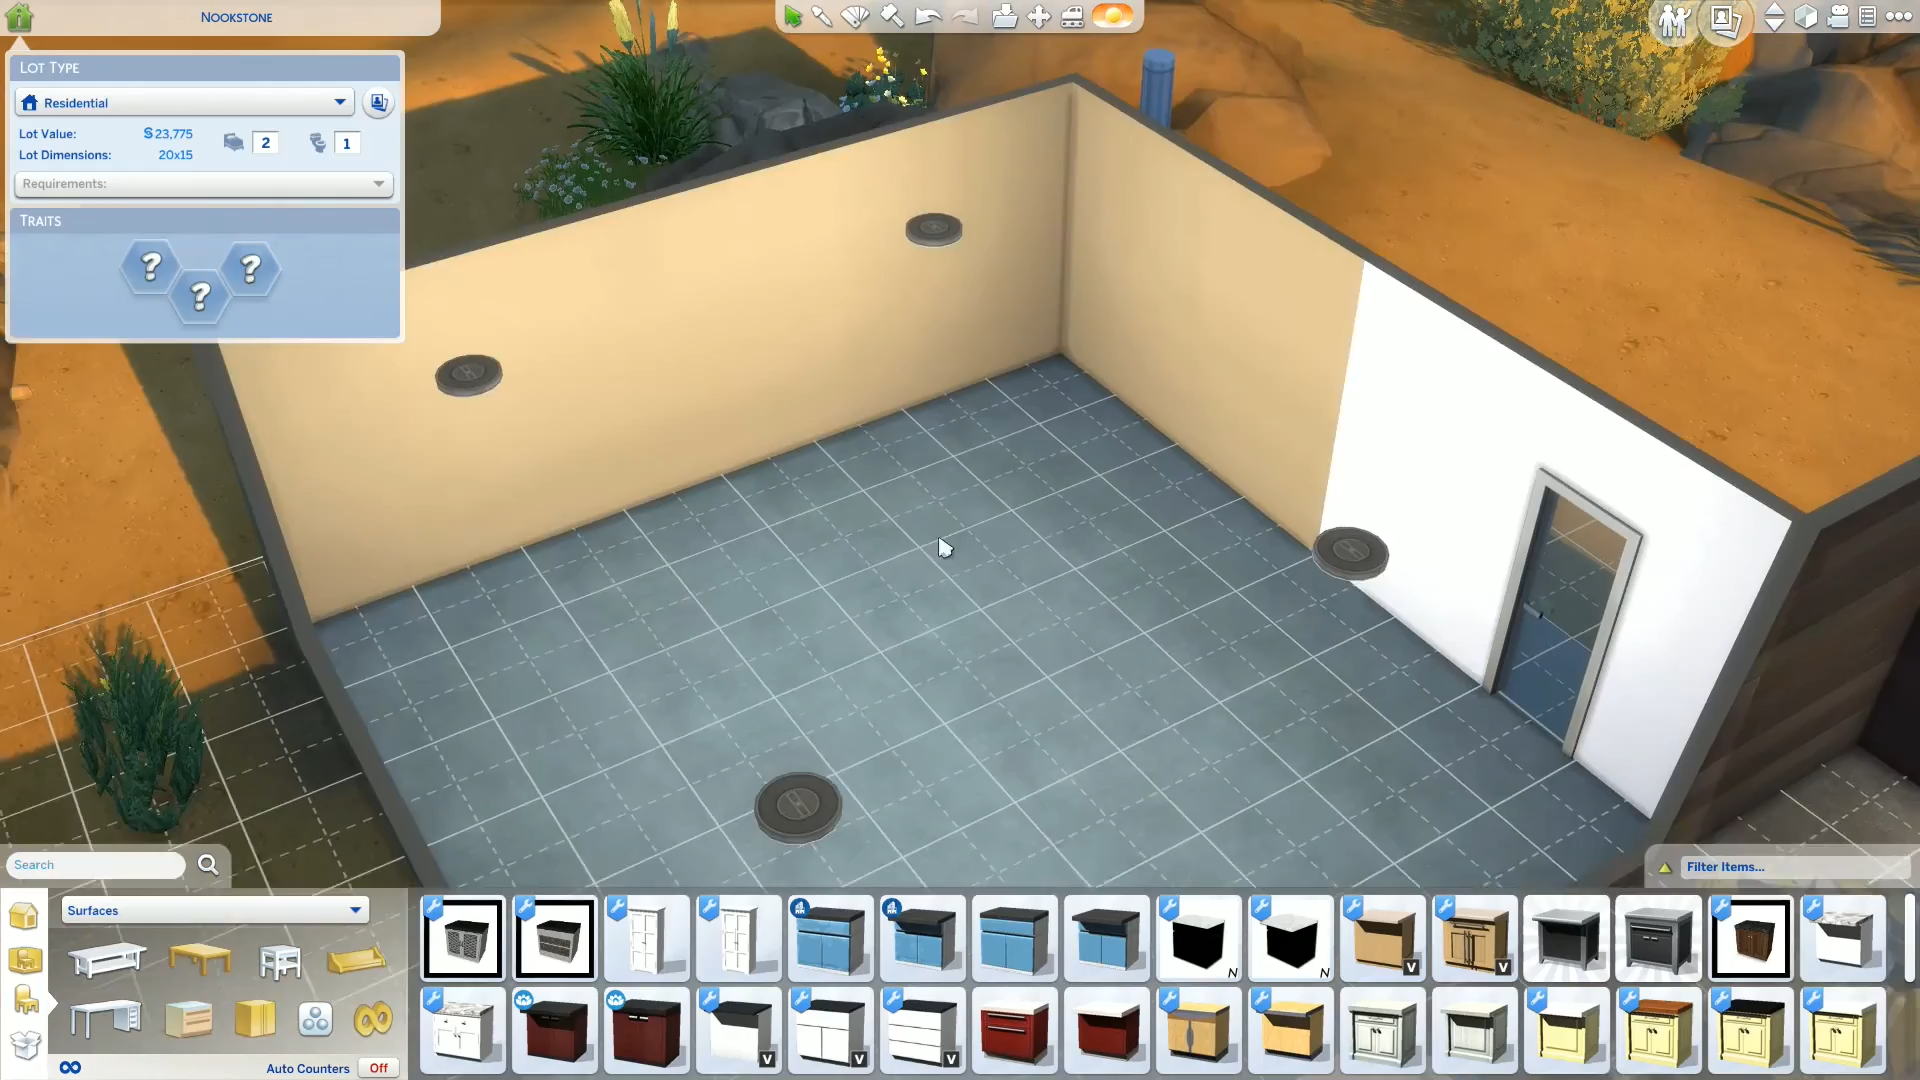 Nookstone
Lot Type
Residential
Lot Value: §23,775
2
1
Lot Dimensions: 20x15
Requirements:
Traits
? ? ?
Search
Filter Items...
Surfaces
N N V V
V V V
Auto Counters Off